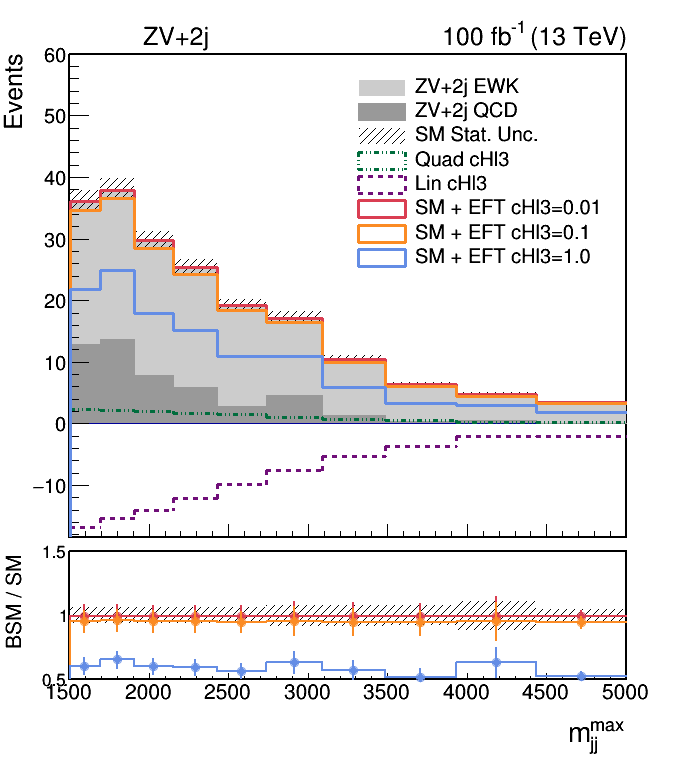 ZV+2j 100 fb-1 (13 TeV)
Events
60
50
40
30
20
10
0
−10
ZV+2j EWK
ZV+2j QCD
SM Stat. Unc.
Quad cHl3
Lin cHl3
SM + EFT cHl3=0.01
SM + EFT cHl3=0.1
SM + EFT cHl3=1.0
BSM / SM
1.5
1
0.5
1500 2000 2500 3000 3500 4000 4500 5000
m_jj^max